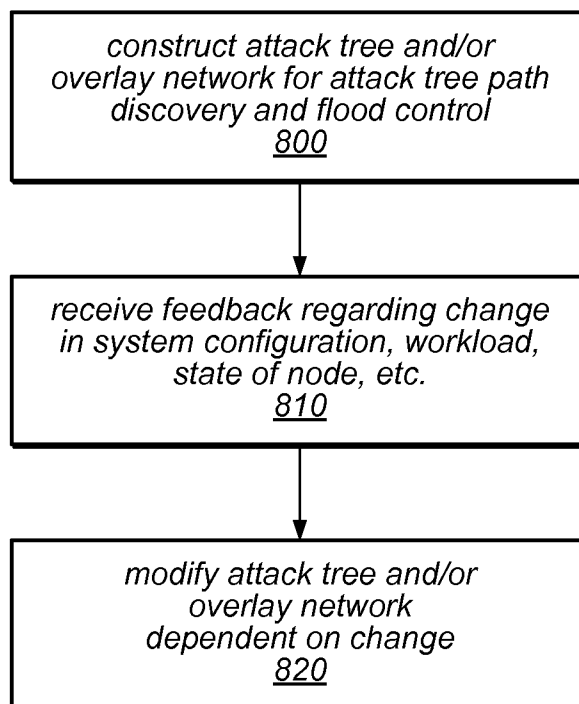 construct attack tree and/or
overlay network for attack tree path
discovery and flood control
800
receive feedback regarding change
in system configuration, workload,
state of node, etc.
810
modify attack tree and/or
overlay network
dependent on change
820